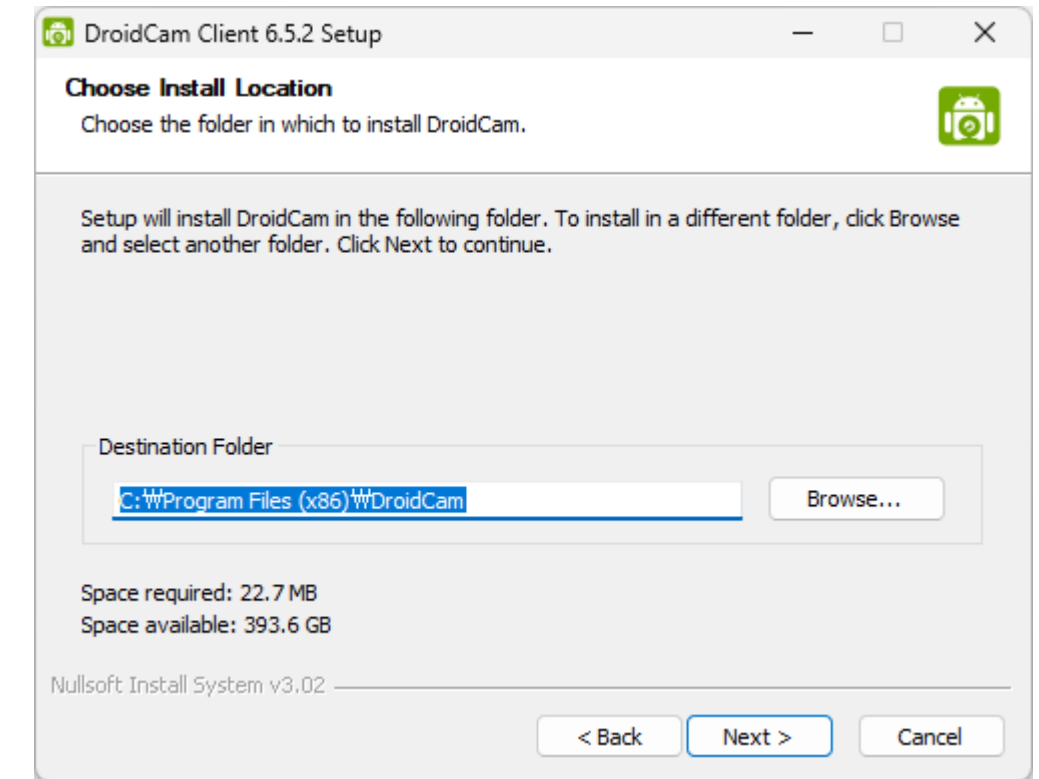 DroidCam Client 6.5.2 Setup
Choose Install Location
Choose the folder in which to install DroidCam.
Setup will install DroidCam in the following folder. To install in a different folder, click Browse
and select another folder. Click Next to continue.
Destination Folder
C:₩Program Files (x86)₩DroidCam
Browse...
Space required: 22.7 MB
Space available: 393.6 GB
Nullsoft Install System v3.02
< Back
Next >
Cancel